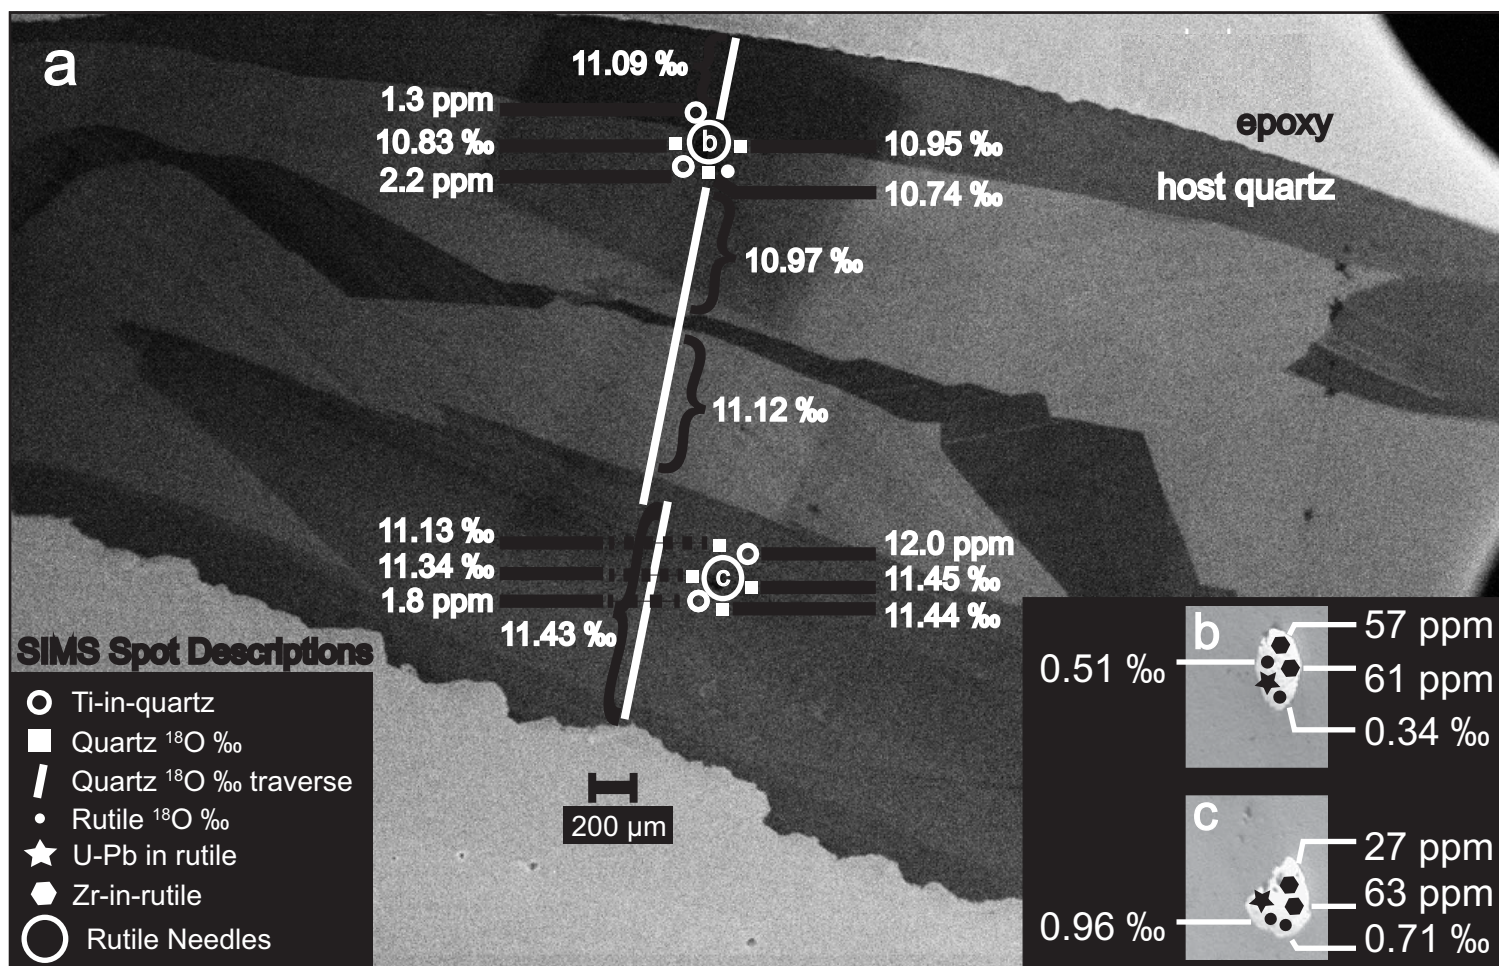 a
11.09 ‰
1.3 ppm
10.83 ‰
2.2 ppm
b
10.95 ‰
10.74 ‰
epoxy
host quartz
10.97 ‰
11.12 ‰
11.13 ‰
11.34 ‰
1.8 ppm
11.43 ‰
c
12.0 ppm
11.45 ‰
11.44 ‰
SIMS Spot Descriptions
Ti-in-quartz
Quartz ¹⁸O ‰
Quartz ¹⁸O ‰ traverse
Rutile ¹⁸O ‰
U-Pb in rutile
Zr-in-rutile
Rutile Needles
200 µm
b
0.51 ‰
57 ppm
61 ppm
0.34 ‰
c
0.96 ‰
27 ppm
63 ppm
0.71 ‰